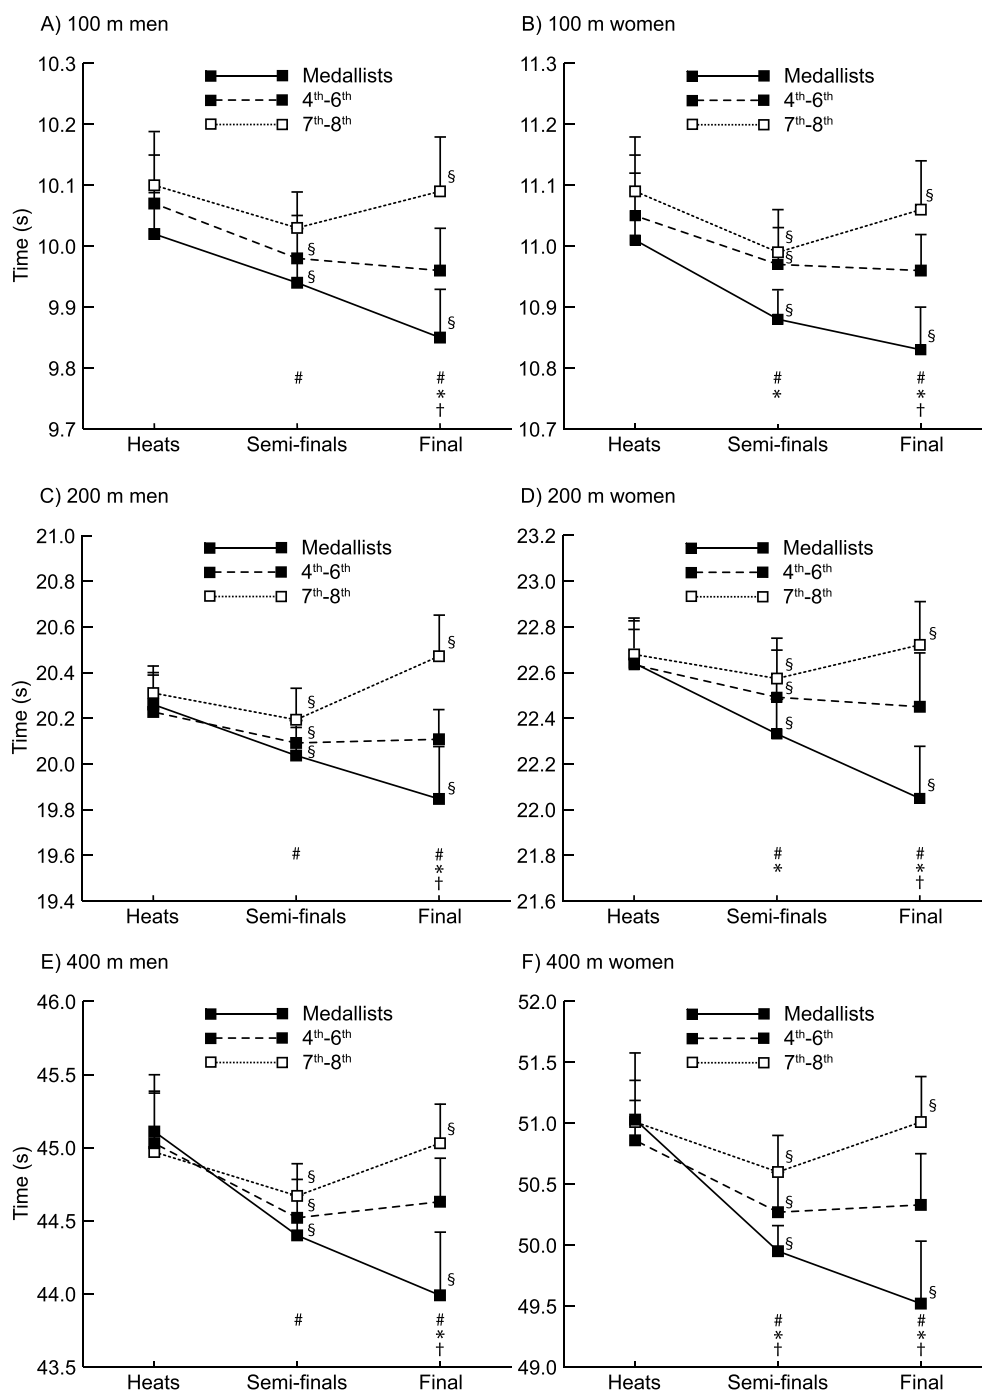 A) 100 m men
10.3
10.2
10.1
10.0
9.9
9.8
9.7
Time (s)
Medallists
4th-6th
7th-8th
§
§
§
§
#
#
*
†
Heats
Semi-finals
Final
B) 100 m women
11.3
11.2
11.1
11.0
10.9
10.8
10.7
Medallists
4th-6th
7th-8th
§
§
§
§
§
#
*
#
*
†
Heats
Semi-finals
Final
C) 200 m men
21.0
20.8
20.6
20.4
20.2
20.0
19.8
19.6
19.4
Time (s)
Medallists
4th-6th
7th-8th
§
§
§
§
§
#
#
*
†
Heats
Semi-finals
Final
D) 200 m women
23.2
23.0
22.8
22.6
22.4
22.2
22.0
21.8
21.6
Medallists
4th-6th
7th-8th
§
§
§
§
§
#
*
#
*
†
Heats
Semi-finals
Final
E) 400 m men
46.0
45.5
45.0
44.5
44.0
43.5
Time (s)
Medallists
4th-6th
7th-8th
§
§
§
§
§
#
#
*
†
Heats
Semi-finals
Final
F) 400 m women
52.0
51.5
51.0
50.5
50.0
49.5
49.0
Medallists
4th-6th
7th-8th
§
§
§
§
§
#
*
†
#
*
†
Heats
Semi-finals
Final